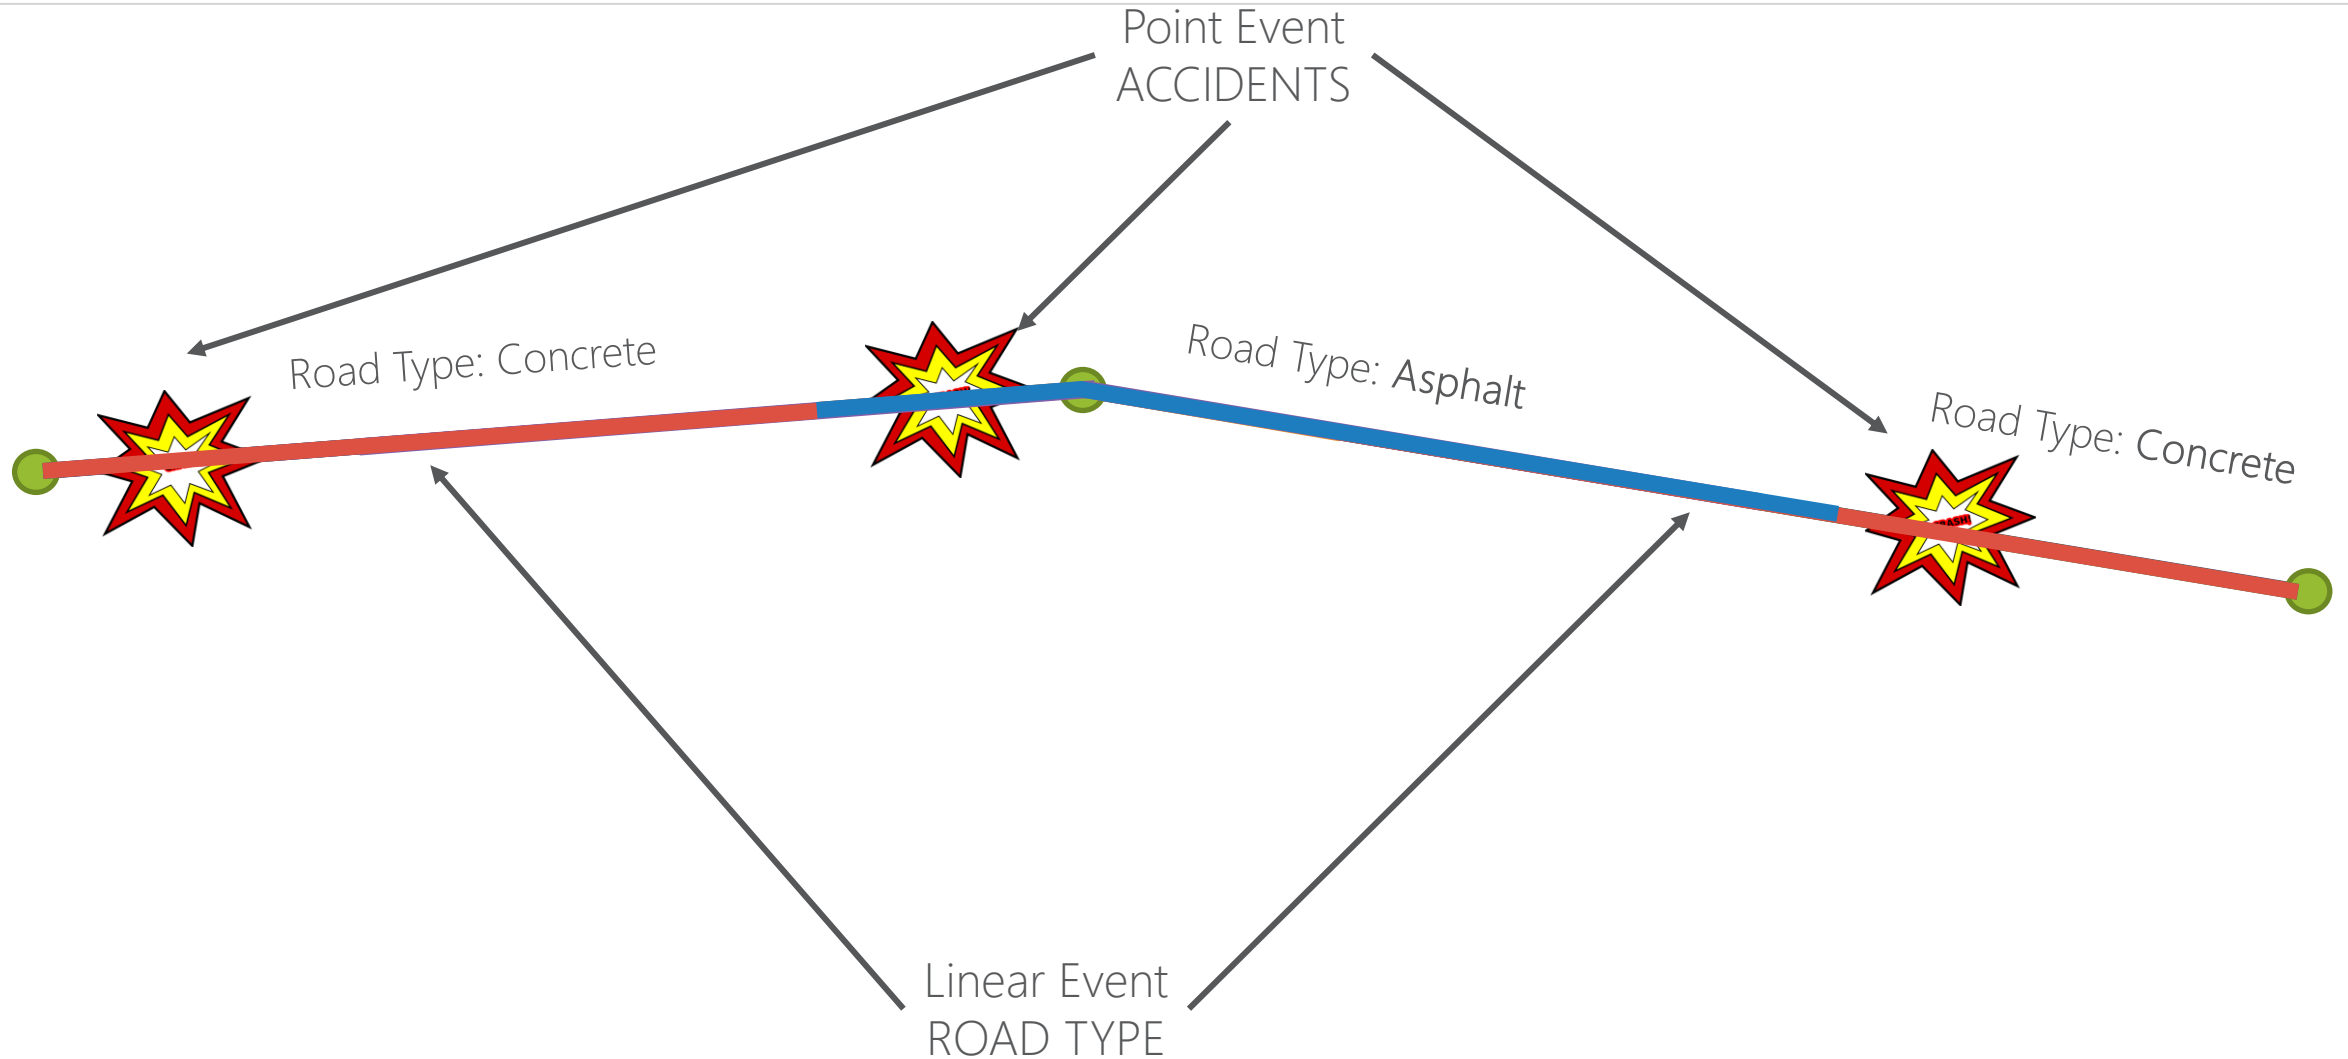 Point Event
ACCIDENTS
Road Type: Concrete
Road Type: Asphalt
Road Type: Concrete
Linear Event
ROAD TYPE